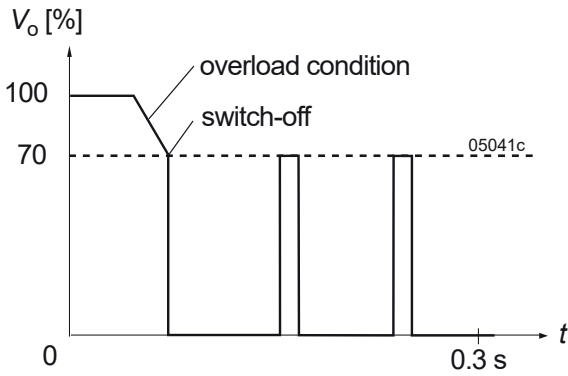 Vo [%]
overload condition
100
switch-off
70
05041c
t
0
0.3 s